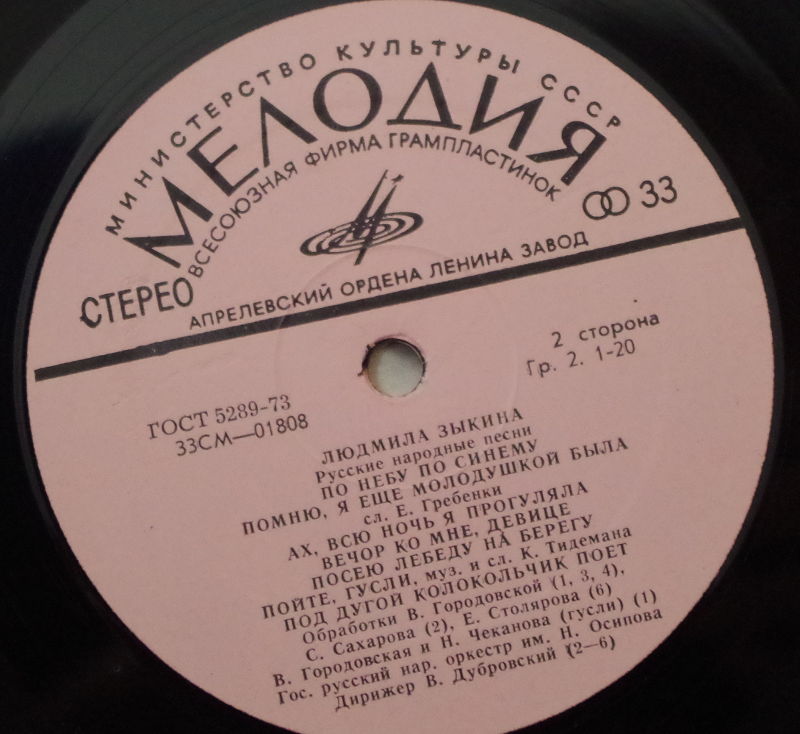 МИНИСТЕРСТВО КУЛЬТУРЫ СССР
МЕЛОДИЯ
ВСЕСОЮЗНАЯ ФИРМА ГРАМПЛАСТИНОК
33
СТЕРЕО
АПРЕЛЕВСКИЙ ОРДЕНА ЛЕНИНА ЗАВОД
2 сторона
Гр. 2. 1-20
ГОСТ 5289-73
33СМ—01808
ЛЮДМИЛА ЗЫКИНА
Русские народные песни
ПО НЕБУ ПО СИНЕМУ
ПОМНЮ, Я ЕЩЕ МОЛОДУШКОЙ БЫЛА
сл. Е. Гребенки
АХ, ВСЮ НОЧЬ Я ПРОГУЛЯЛА
ВЕЧОР КО МНЕ, ДЕВИЦЕ
ПОСЕЮ ЛЕБЕДУ НА БЕРЕГУ
ПОЙТЕ, ГУСЛИ, муз. и сл. К. Тидемана
ПОД ДУГОЙ КОЛОКОЛЬЧИК ПОЕТ
Обработки В. Городовской (1, 3, 4),
С. Сахарова (2), Е. Столярова (6)
В. Городовская и Н. Чеканова (гусли) (1)
Гос. русский нар. оркестр им. Н. Осипова
Дирижер В. Дубровский (2—6)